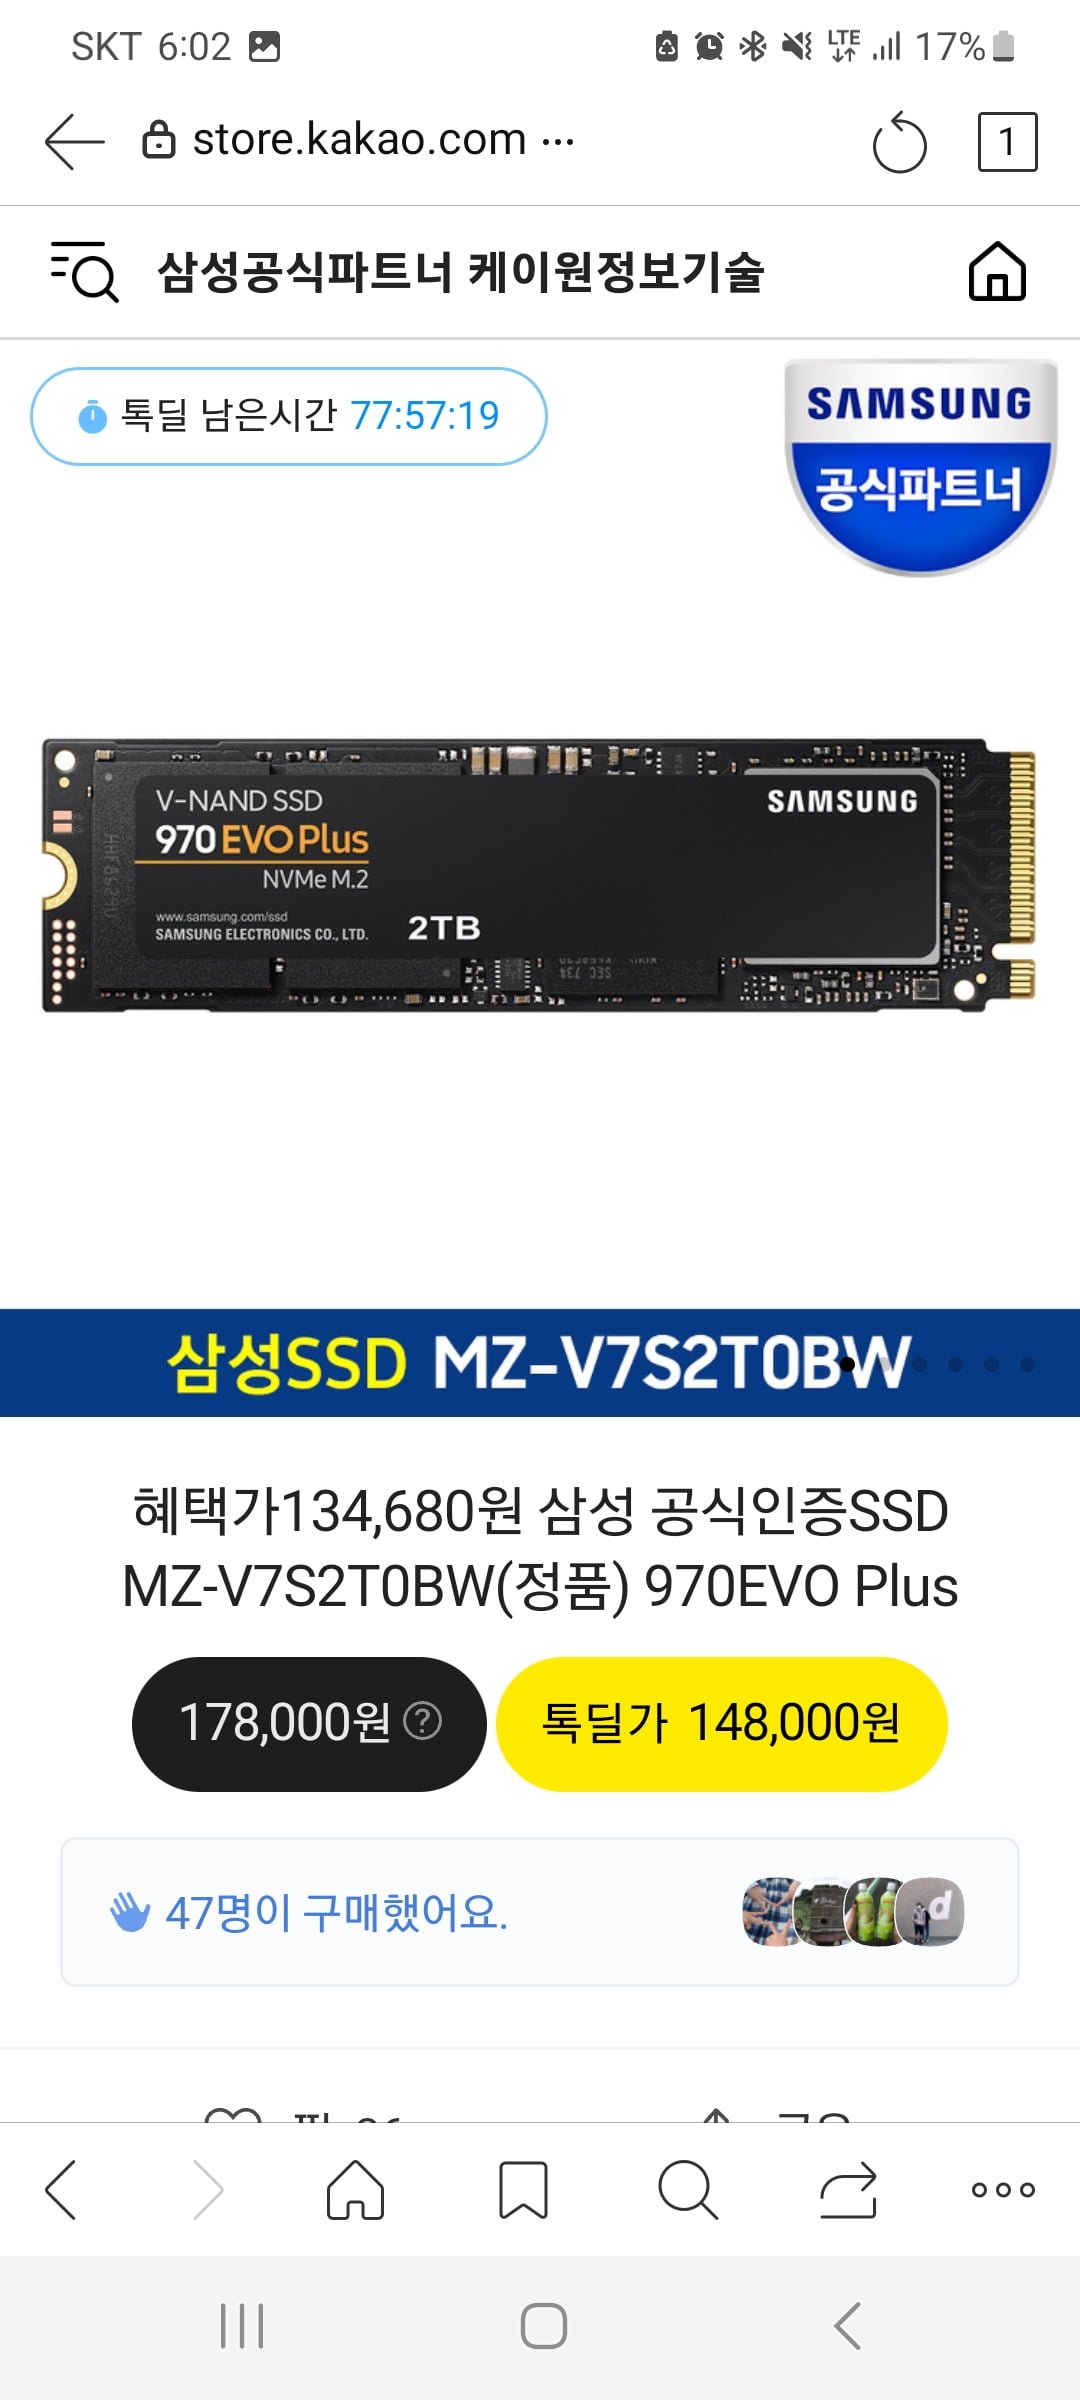 SKT 6:02
LTE 17%
store.kakao.com ···
1
삼성공식파트너 케이원정보기술
톡딜 남은시간 77:57:19
SAMSUNG
공식파트너
V-NAND SSD
970 EVO Plus
NVMe M.2
SAMSUNG
www.samsung.com/ssd
SAMSUNG ELECTRONICS CO., LTD.
2TB
SEC 734
삼성SSD MZ-V7S2T0BW
혜택가134,680원 삼성 공식인증SSD
MZ-V7S2T0BW(정품) 970EVO Plus
178,000원 ?
톡딜가 148,000원
47명이 구매했어요.
d